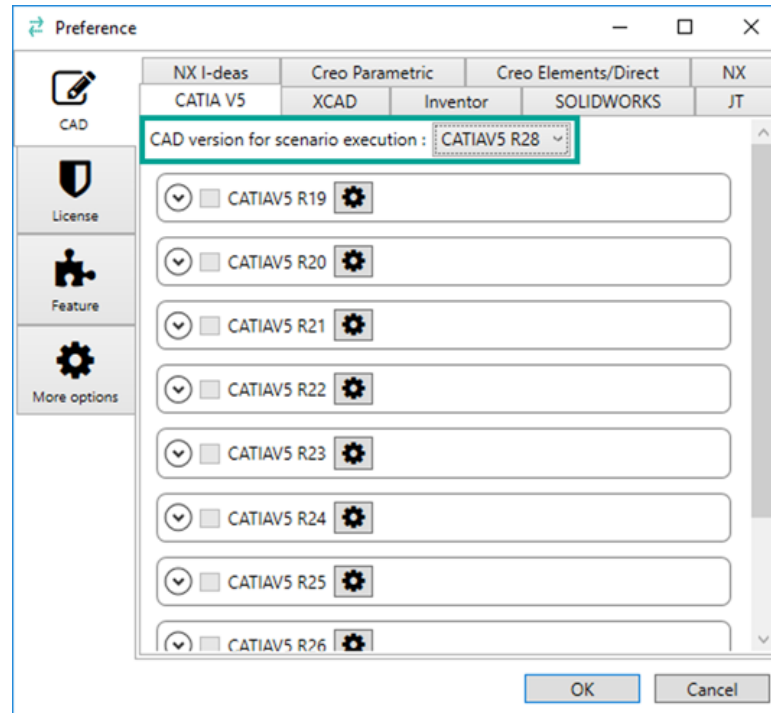 Preference
CAD
License
Feature
More options
NX I-deas Creo Parametric Creo Elements/Direct NX
CATIA V5 XCAD Inventor SOLIDWORKS JT
CAD version for scenario execution : CATIAV5 R28
CATIAV5 R19
CATIAV5 R20
CATIAV5 R21
CATIAV5 R22
CATIAV5 R23
CATIAV5 R24
CATIAV5 R25
CATIAV5 R26
OK Cancel